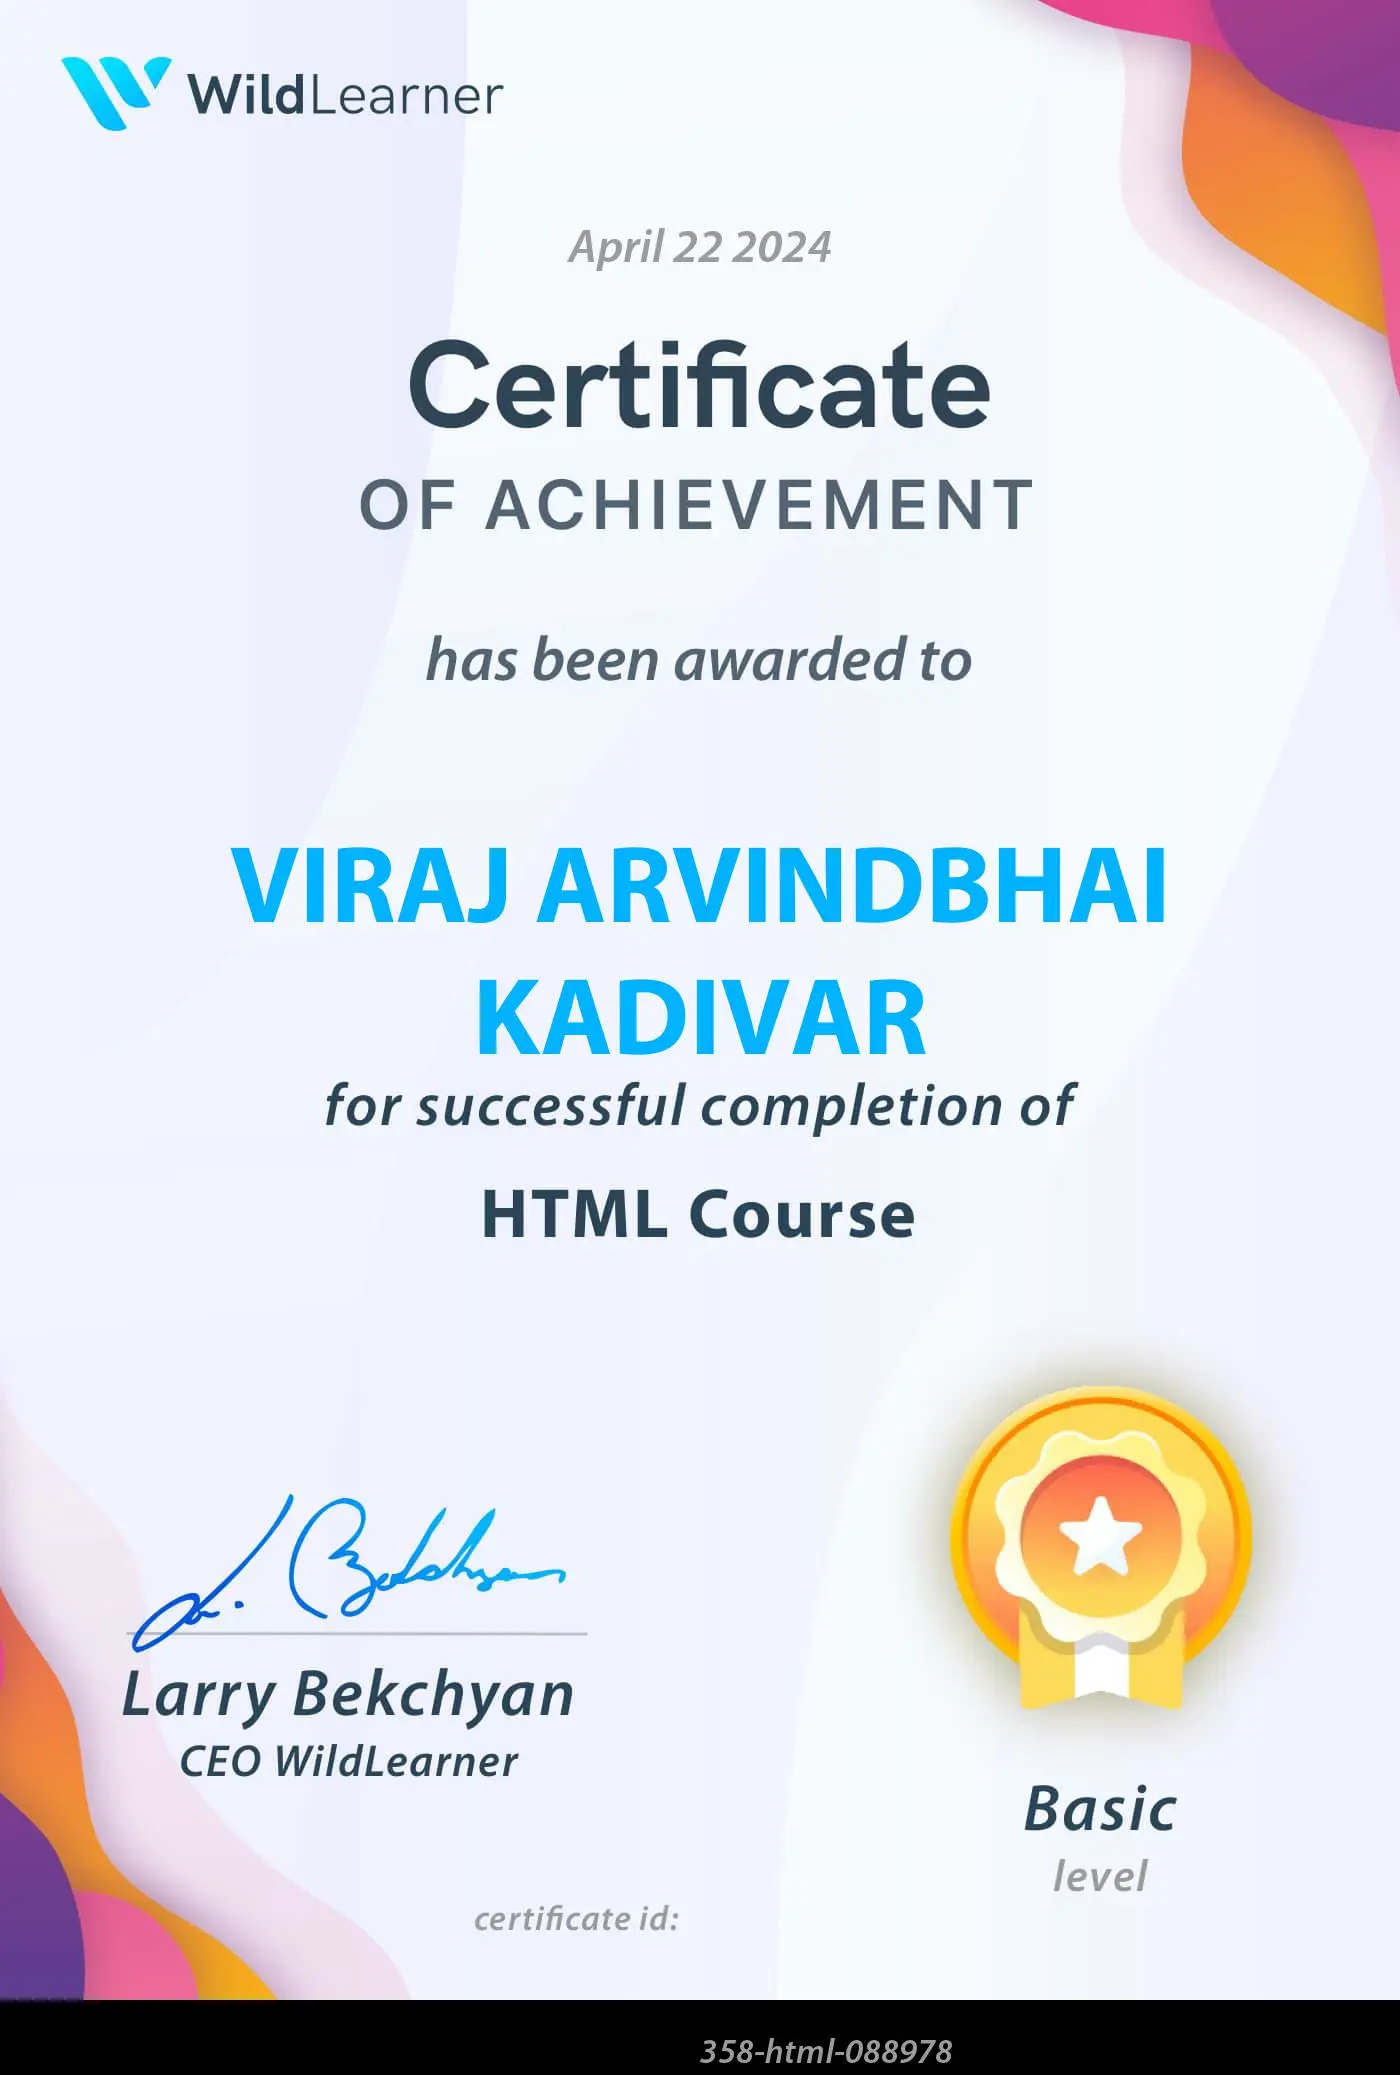 WildLearner
April 22 2024
Certificate
OF ACHIEVEMENT
has been awarded to
VIRAJ ARVINDBHAI
KADIVAR
for successful completion of
HTML Course
L. Bekchyan
Larry Bekchyan
CEO WildLearner
Basic
level
certificate id:
358-html-088978